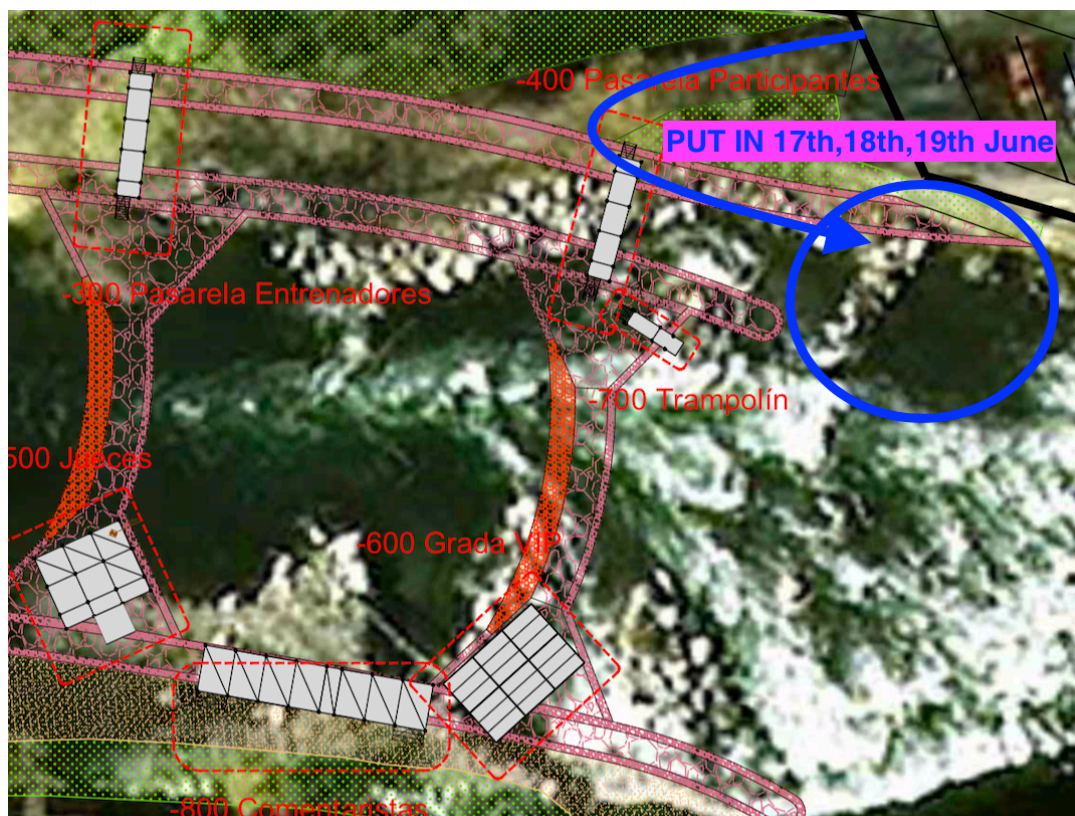 -400 Pasarela Participantes
PUT IN 17th,18th,19th June
-300 Pasarela Entrenadores
-700 Trampolín
500 Jueces
-600 Grada VIP
-800 Comentaristas